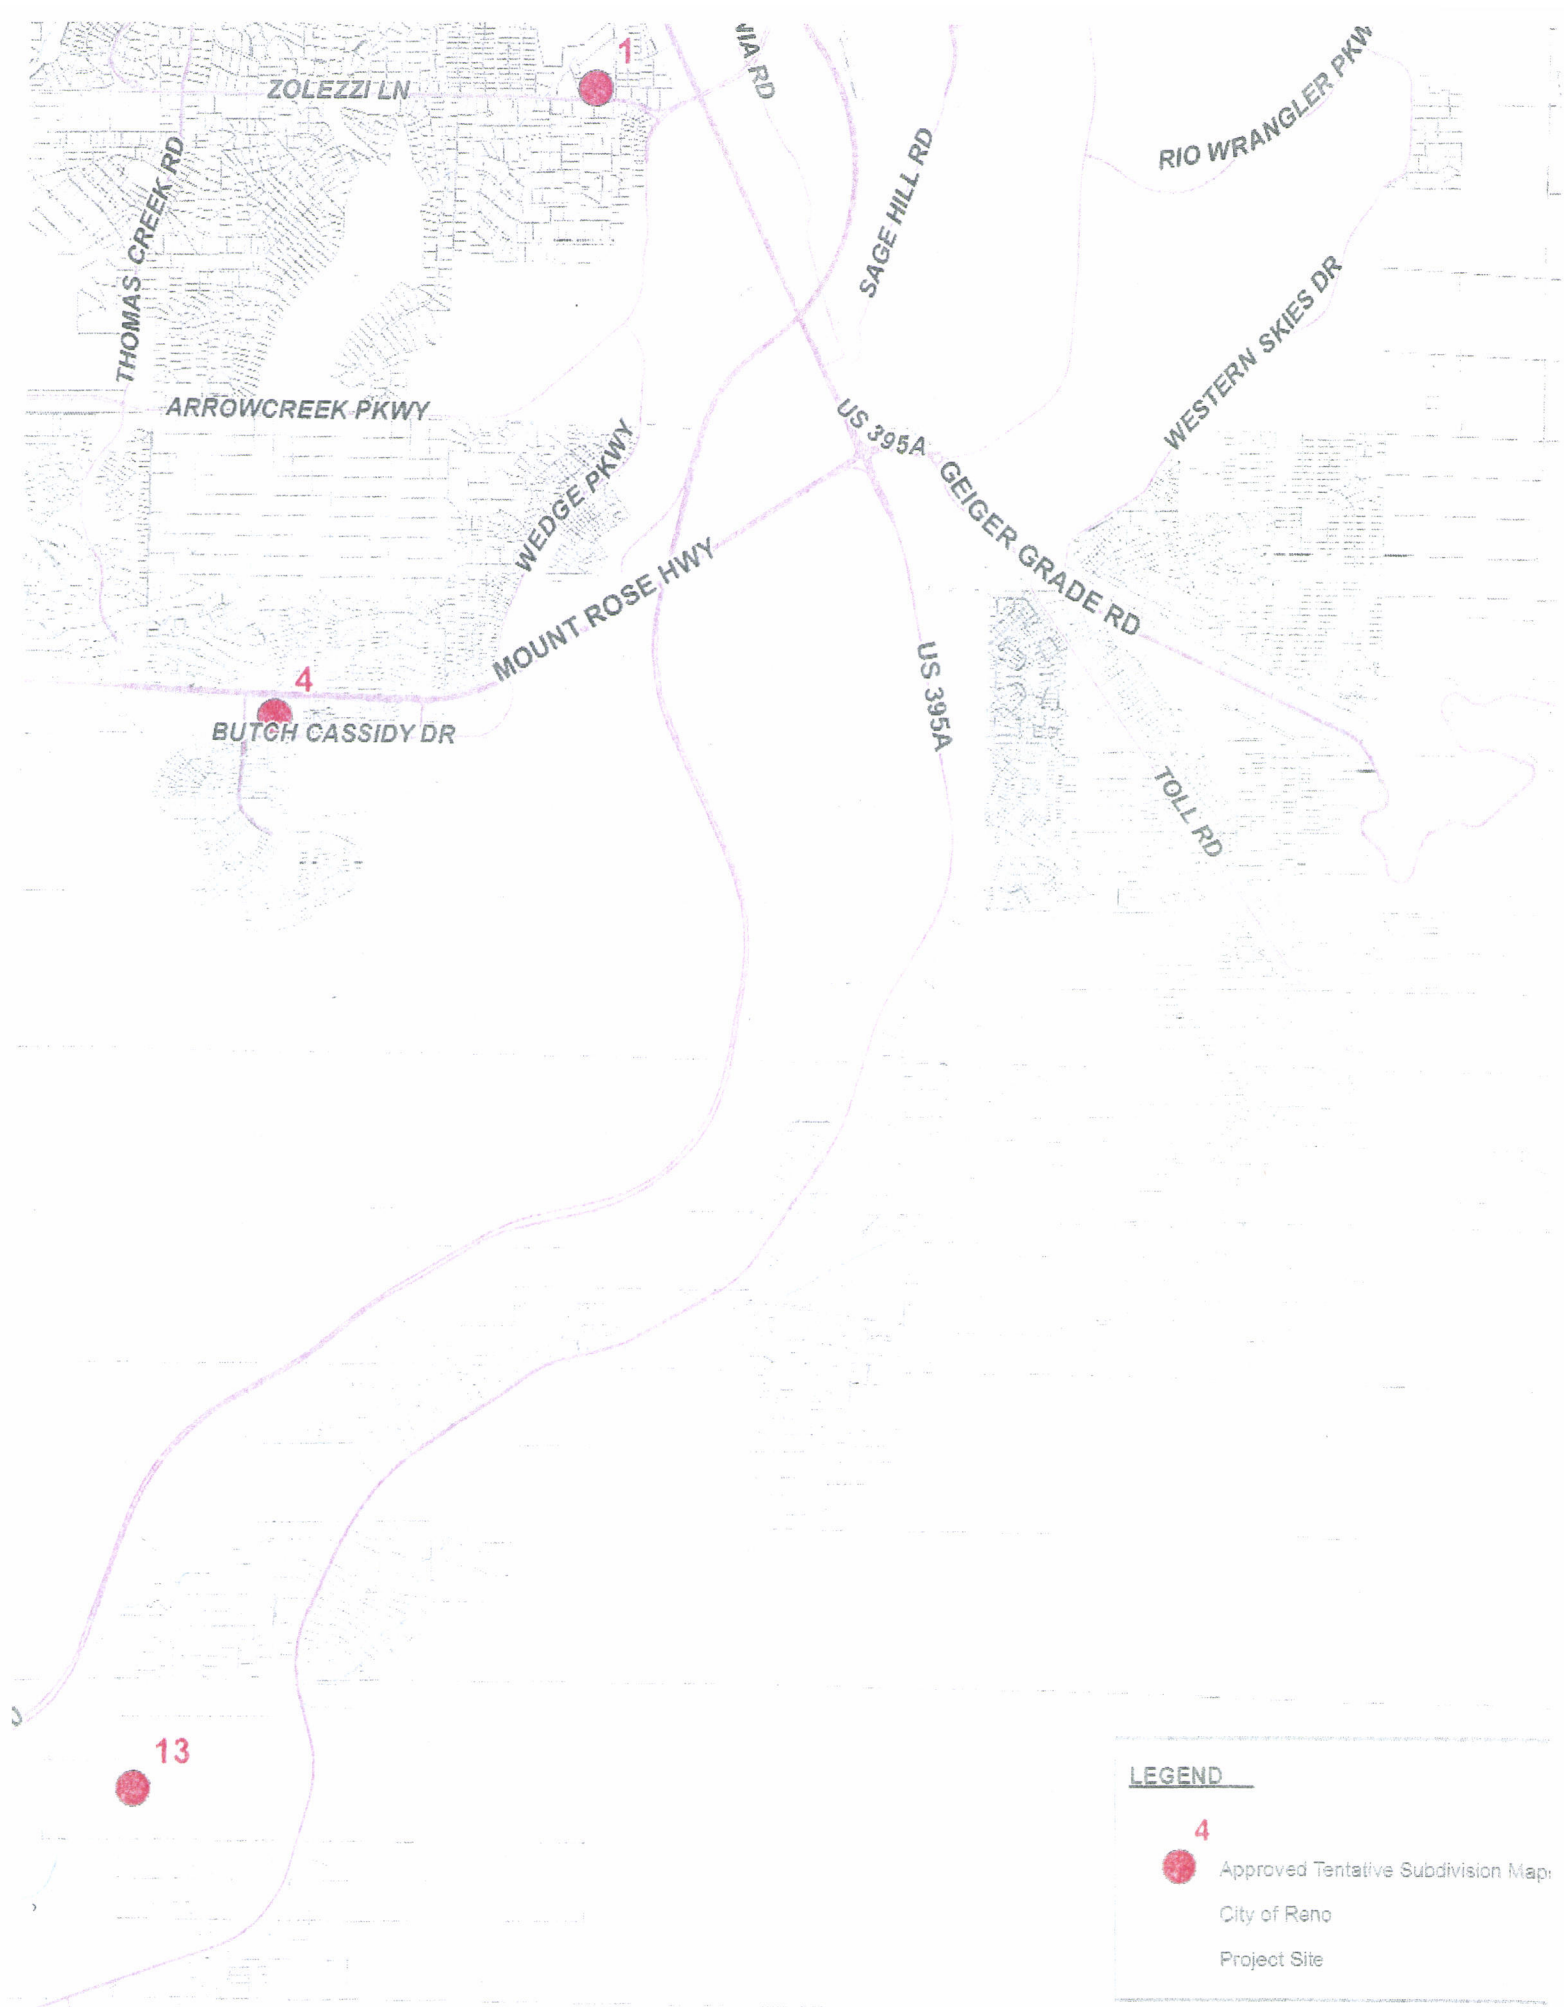 1
ZOLEZZI LN
RIO WRANGLER PKW
THOMAS CREEK RD
SAGE HILL RD
WESTERN SKIES DR
ARROWCREEK PKWY
US 395A
WEDGE PKWY
GEIGER GRADE RD
MOUNT ROSE HWY
US 395A
4
BUTCH CASSIDY DR
TOLL RD
13
LEGEND
4
Approved Tentative Subdivision Map
City of Reno
Project Site